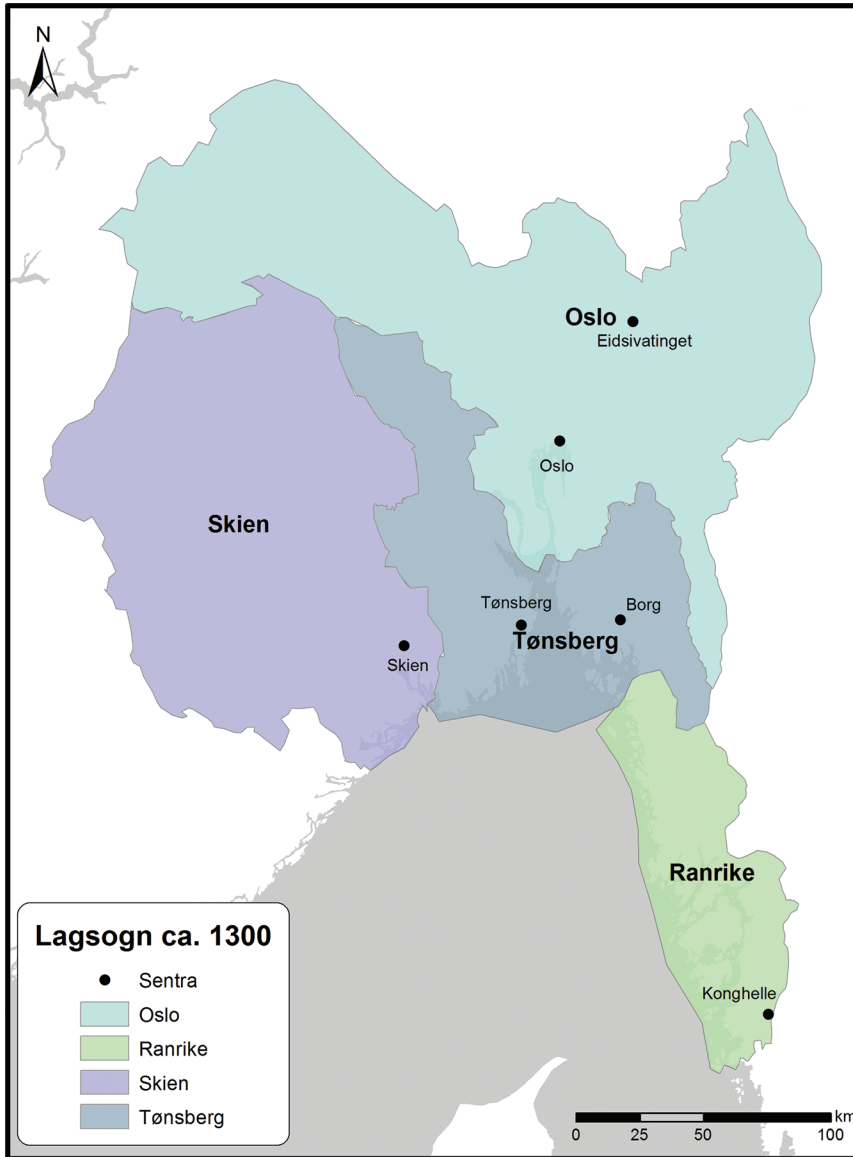 N
Oslo
Eidsivatinget
Oslo
Skien
Tønsberg
Borg
Tønsberg
Skien
Ranrike
Konghelle
Lagsogn ca. 1300
Sentra
Oslo
Ranrike
Skien
Tønsberg
km
0 25 50 100